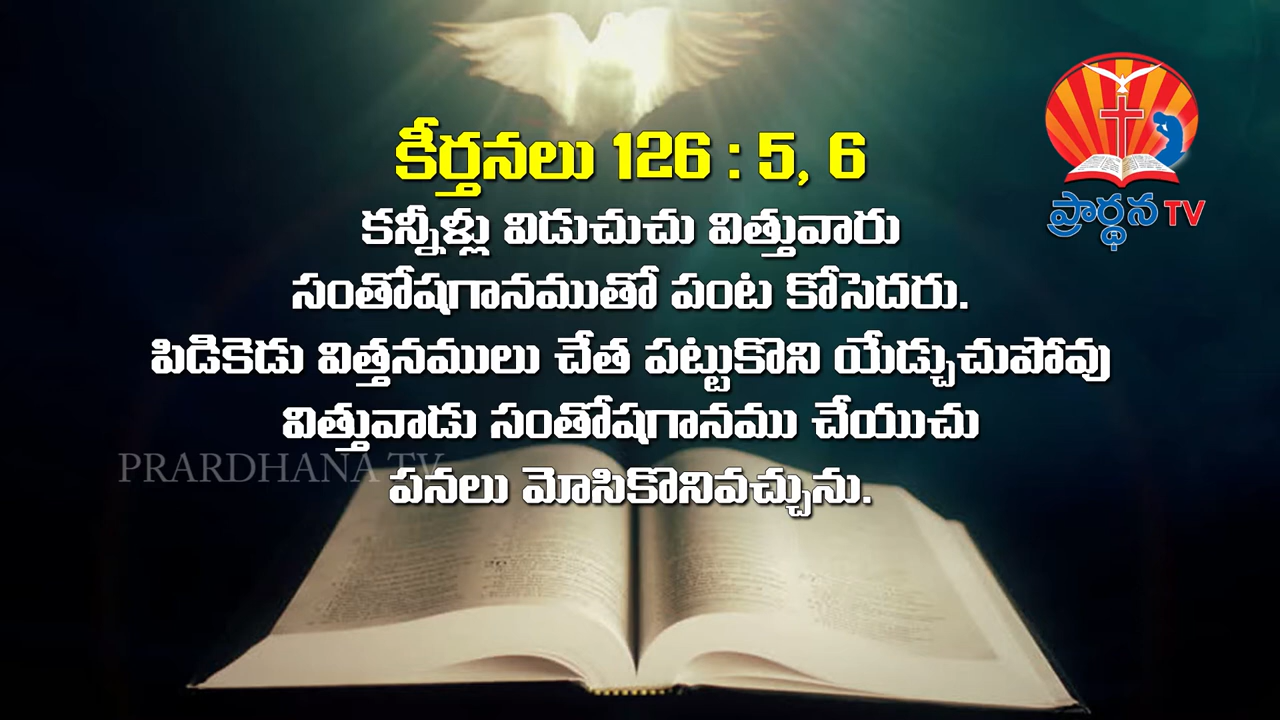 కీర్తనలు 126 : 5, 6
కన్నీళ్లు విడుచుచు విత్తువారు
సంతోషగానముతో పంట కోసెదరు.
పిడికెడు విత్తనములు చేత పట్టుకొని యేడ్చుచుపోవు
విత్తువాడు సంతోషగానము చేయుచు
పనలు మోసికొనివచ్చును.
ప్రార్థన TV
PRARDHANA TV